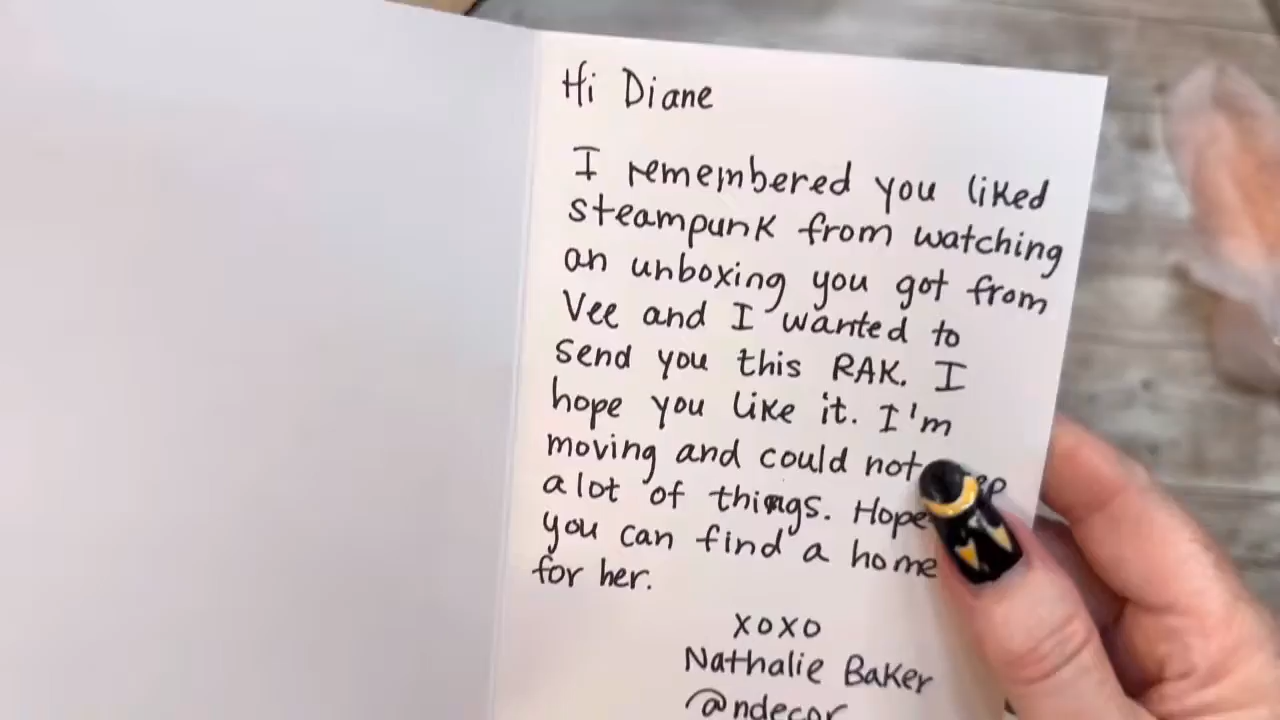 Hi Diane
I remembered you liked
steampunk from watching
an unboxing you got from
Vee and I wanted to
send you this RAK. I
hope you like it. I'm
moving and could not
a lot of things. Hope
you can find a home
for her.
xoxo
Nathalie Baker
@ndecor